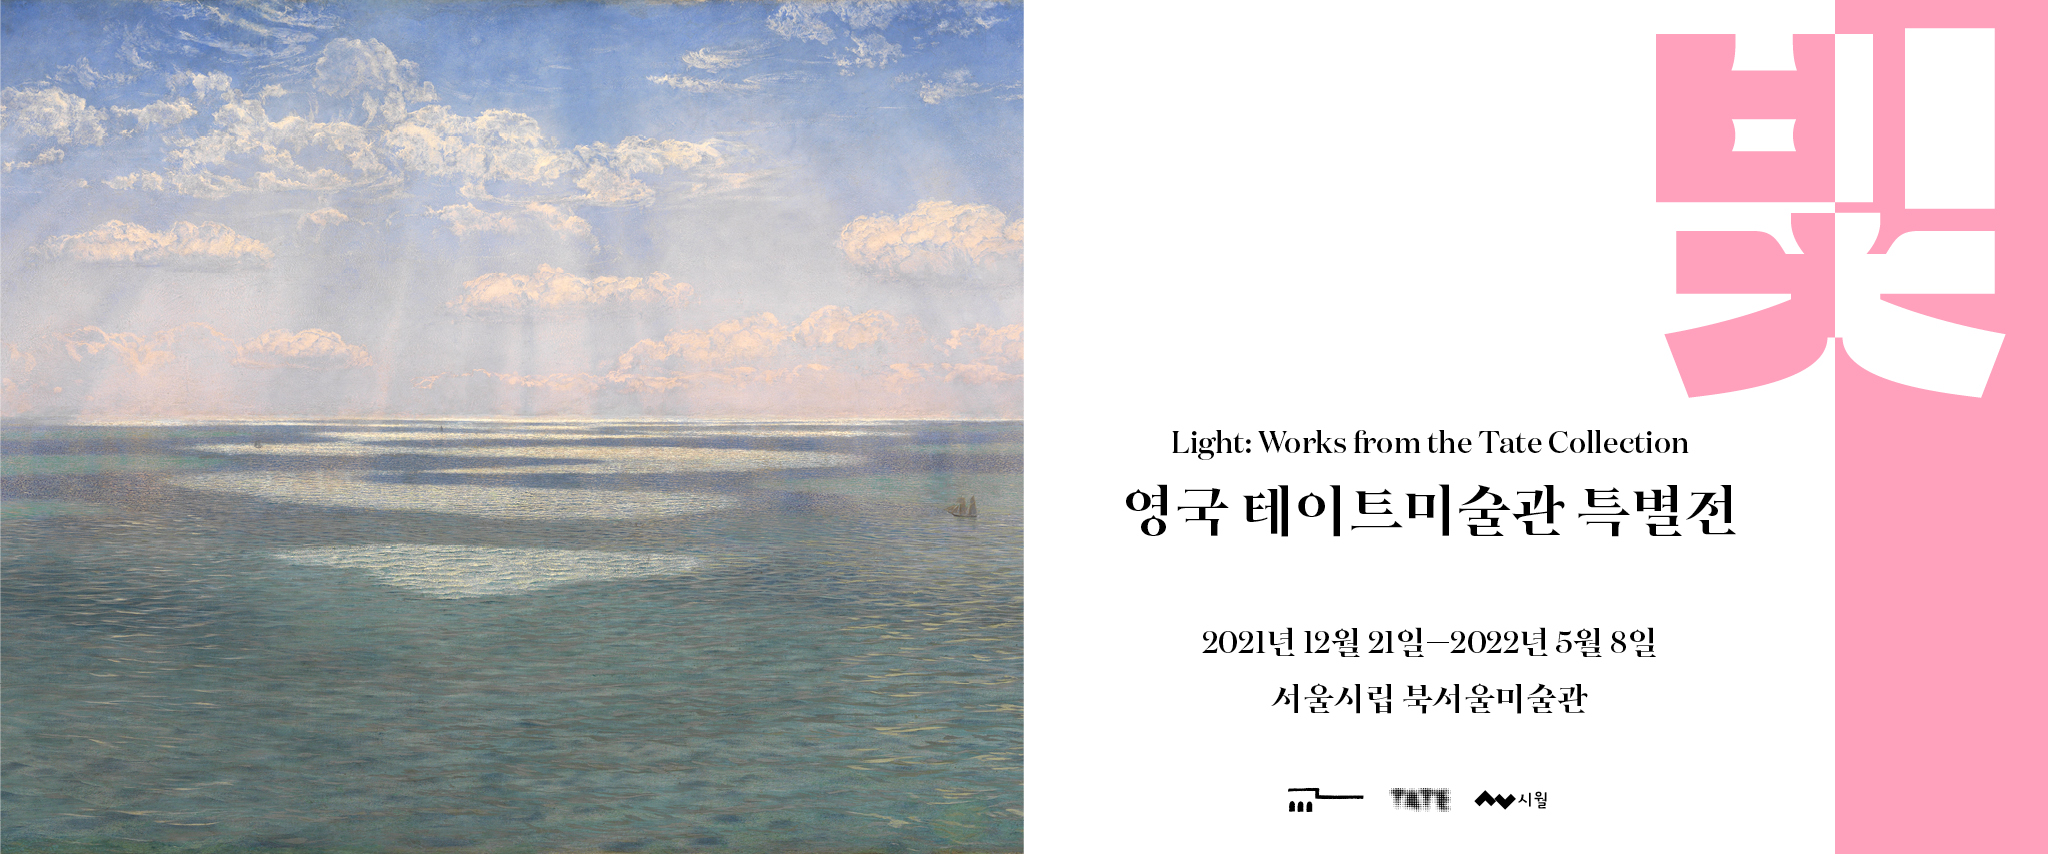 빛
Light: Works from the Tate Collection
영국 테이트미술관 특별전
2021년 12월 21일—2022년 5월 8일
서울시립 북서울미술관
TATE
시월